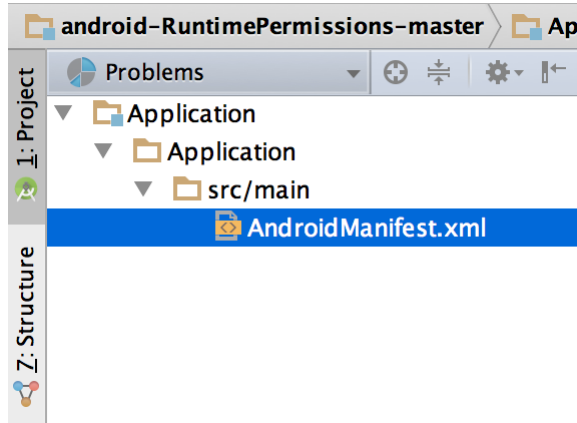 android-RuntimePermissions-master
Ap
1: Project
Problems
Application
Application
src/main
AndroidManifest.xml
7: Structure